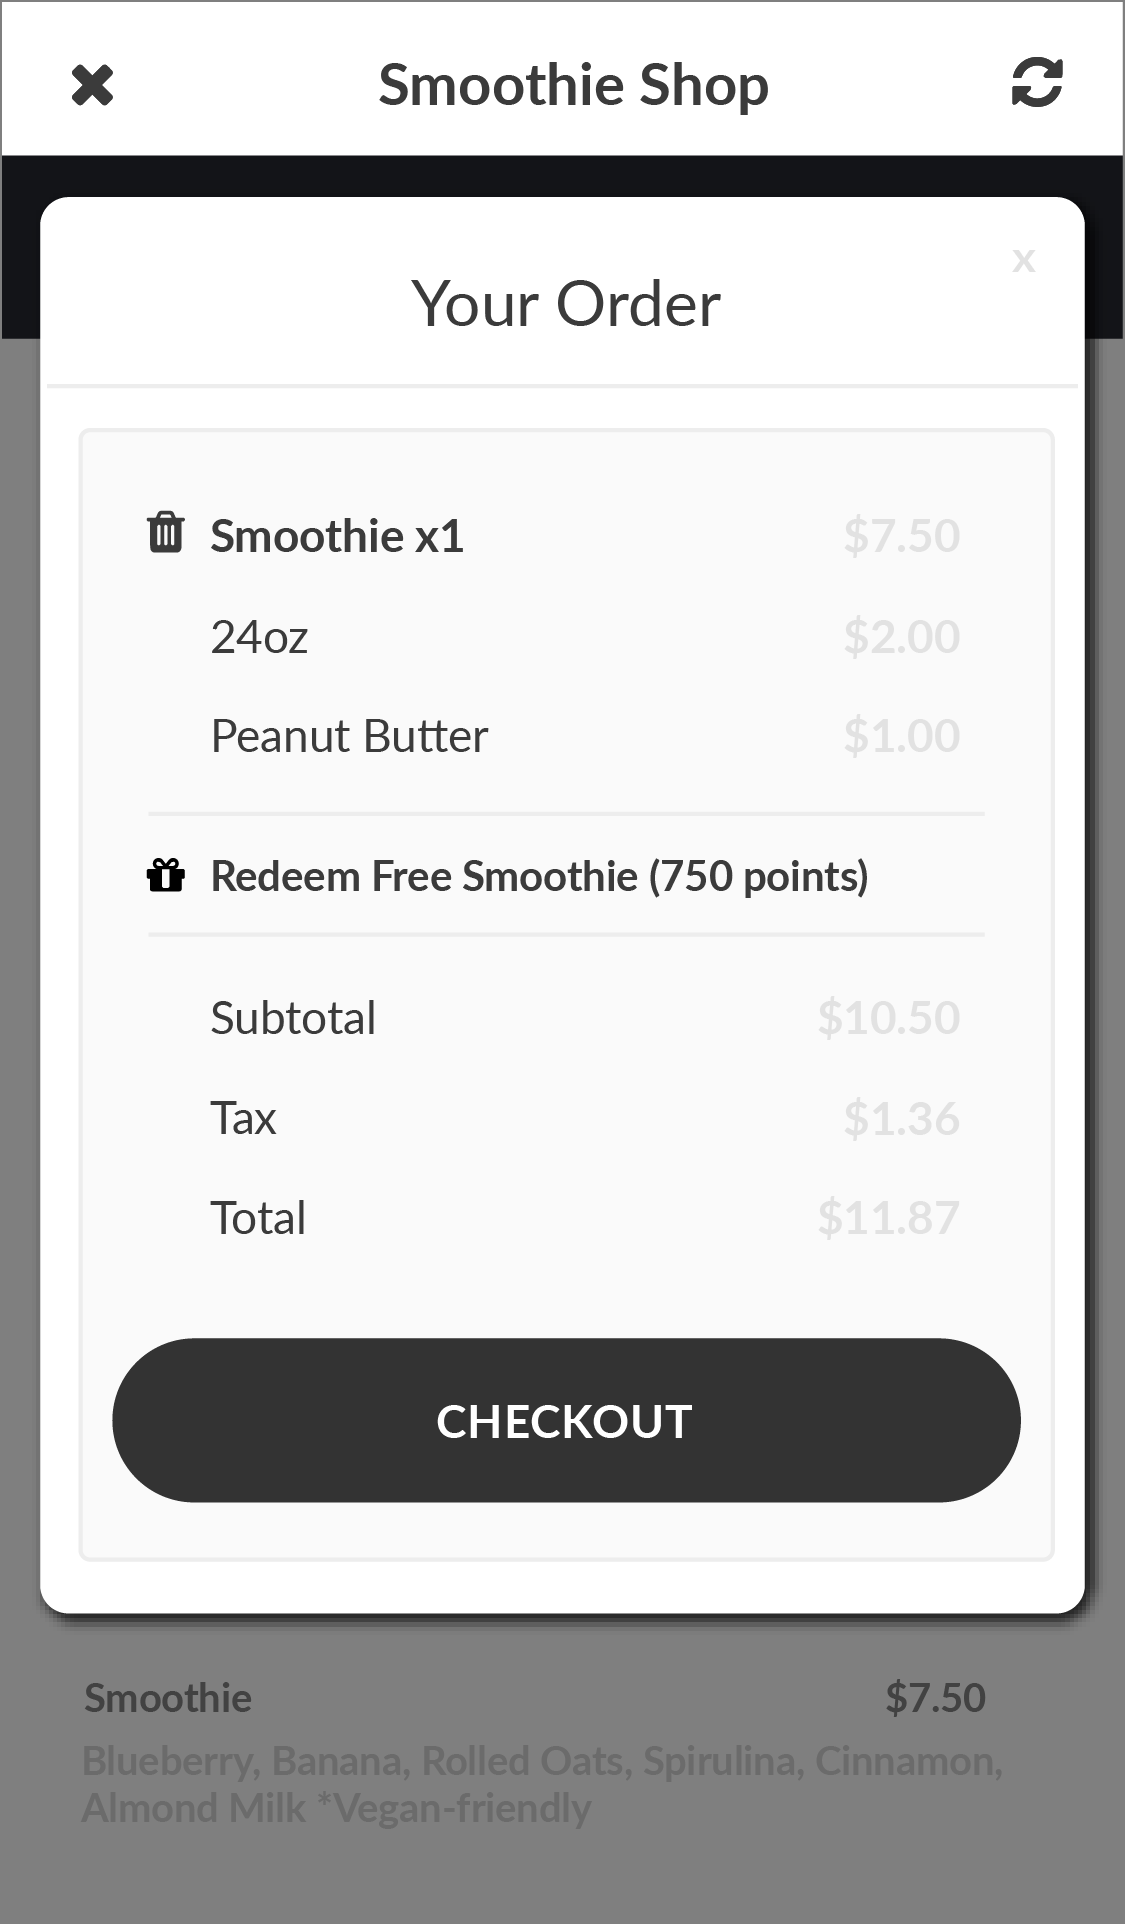 Smoothie Shop
x
Your Order
Smoothie x1 $7.50
24oz $2.00
Peanut Butter $1.00
Redeem Free Smoothie (750 points)
Subtotal $10.50
Tax $1.36
Total $11.87
CHECKOUT
Smoothie $7.50
Blueberry, Banana, Rolled Oats, Spirulina, Cinnamon,
Almond Milk *Vegan-friendly